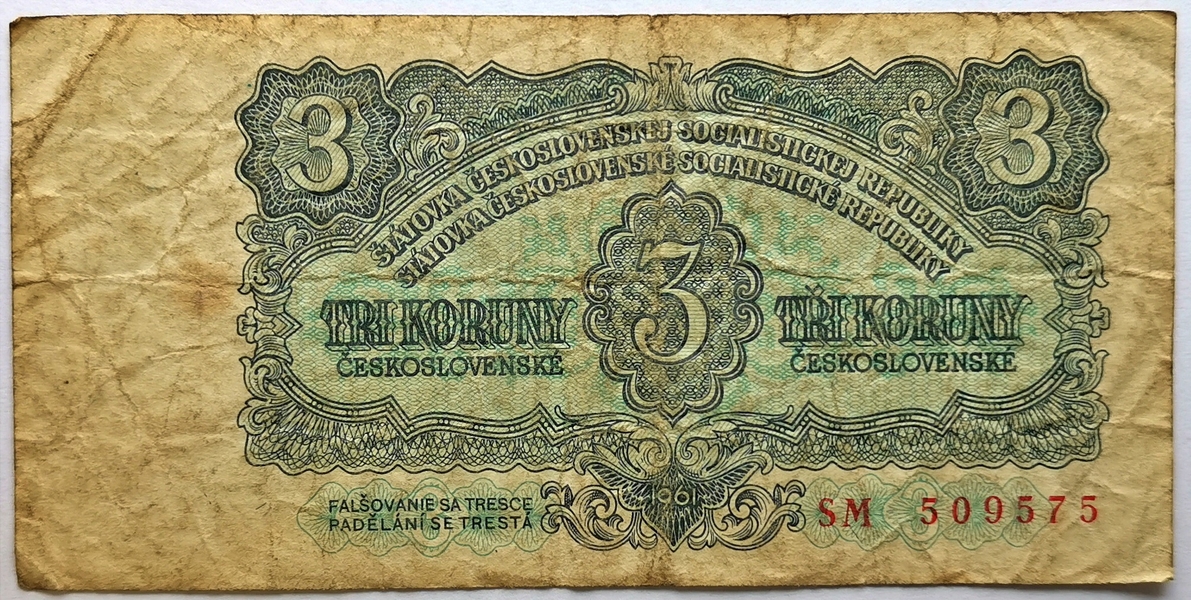 3 3
ŠTÁTOVKA ČESKOSLOVENSKEJ SOCIALISTICKEJ REPUBLIKY
STÁTOVKA ČESKOSLOVENSKÉ SOCIALISTICKÉ REPUBLIKY
TRI KORUNY 3 TŘI KORUNY
ČESKOSLOVENSKÉ ČESKOSLOVENSKÉ
FALŠOVANIE SA TRESCE
PADĚLÁNÍ SE TRESTÁ
1961
SM 509575